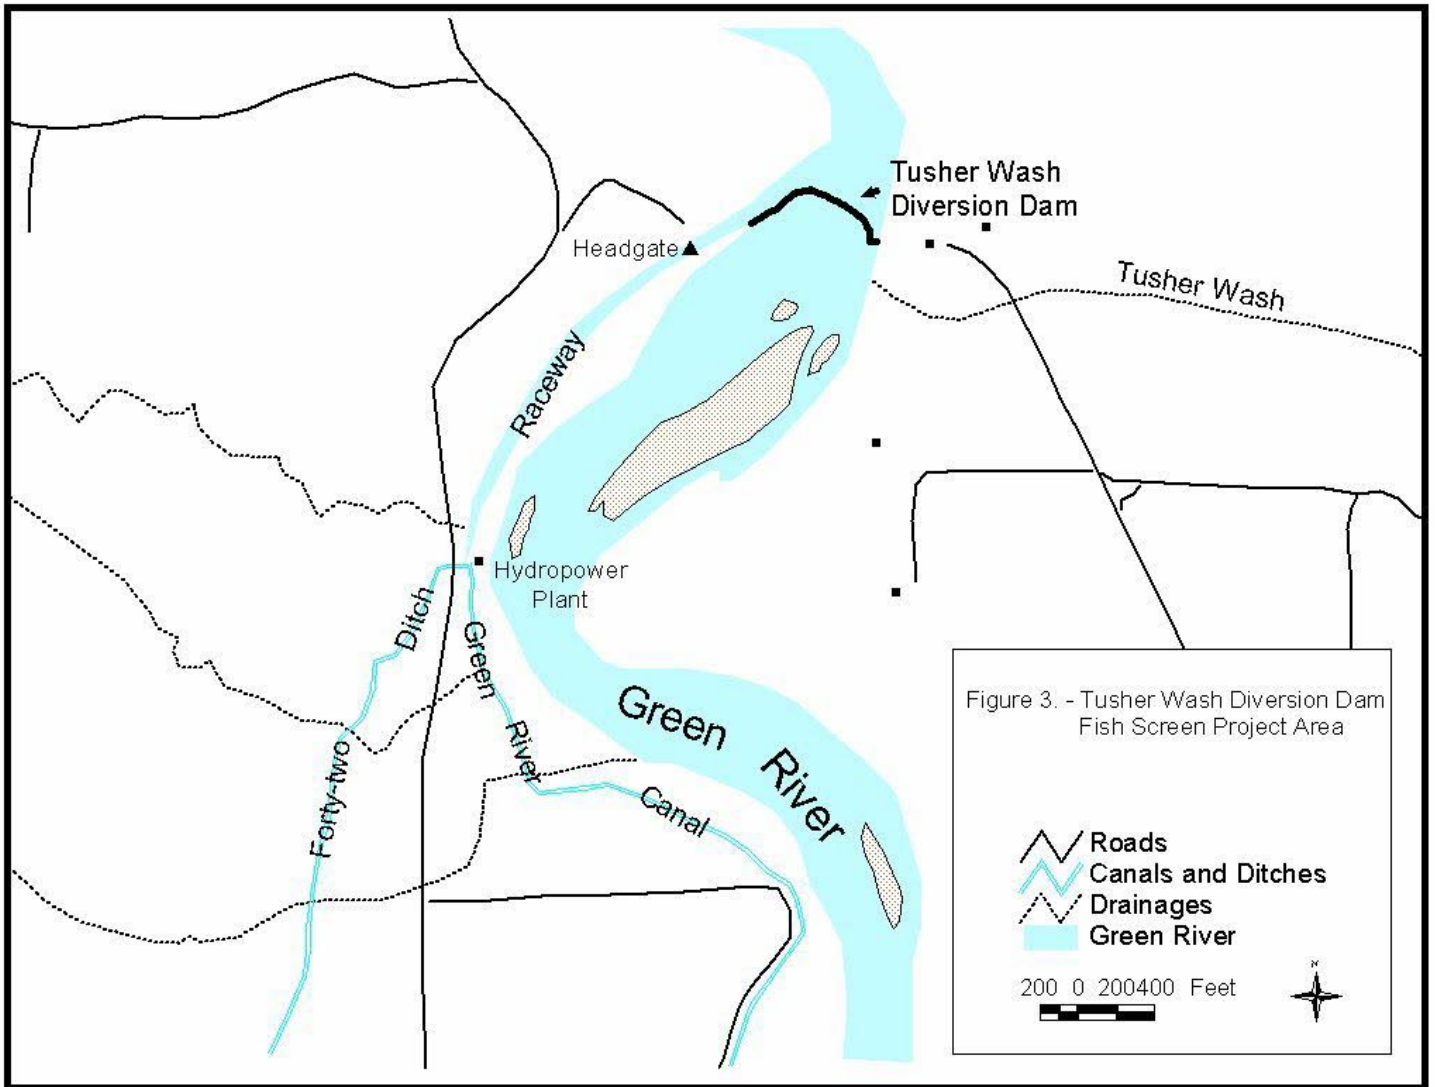 Tusher Wash
Diversion Dam
Headgate
Tusher Wash
Raceway
Hydropower
Plant
Forty-two Ditch
Green River Canal
Green River
Figure 3. - Tusher Wash Diversion Dam
Fish Screen Project Area
Roads
Canals and Ditches
Drainages
Green River
200 0 200400 Feet
N